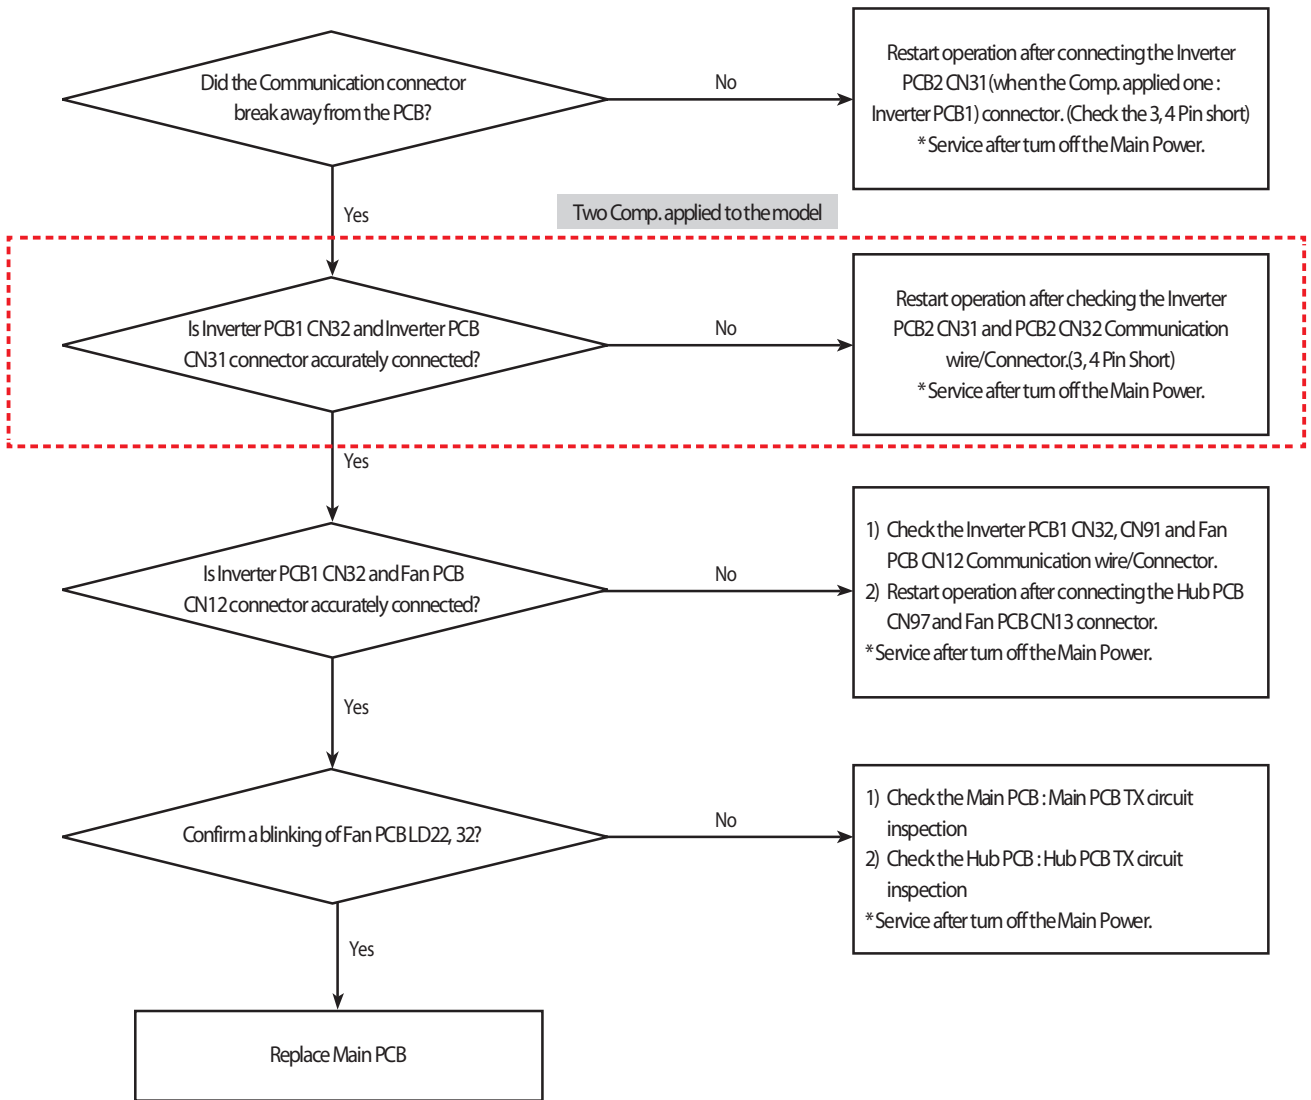 Did the Communication connector
break away from the PCB?
No
Restart operation after connecting the Inverter
PCB2 CN31 (when the Comp. applied one :
Inverter PCB1) connector. (Check the 3, 4 Pin short)
* Service after turn off the Main Power.
Yes
Two Comp. applied to the model
Is Inverter PCB1 CN32 and Inverter PCB
CN31 connector accurately connected?
No
Restart operation after checking the Inverter
PCB2 CN31 and PCB2 CN32 Communication
wire/Connector.(3, 4 Pin Short)
* Service after turn off the Main Power.
Yes
Is Inverter PCB1 CN32 and Fan PCB
CN12 connector accurately connected?
No
1) Check the Inverter PCB1 CN32, CN91 and Fan
PCB CN12 Communication wire/Connector.
2) Restart operation after connecting the Hub PCB
CN97 and Fan PCB CN13 connector.
* Service after turn off the Main Power.
Yes
Confirm a blinking of Fan PCB LD22, 32?
No
1) Check the Main PCB : Main PCB TX circuit
inspection
2) Check the Hub PCB : Hub PCB TX circuit
inspection
* Service after turn off the Main Power.
Yes
Replace Main PCB